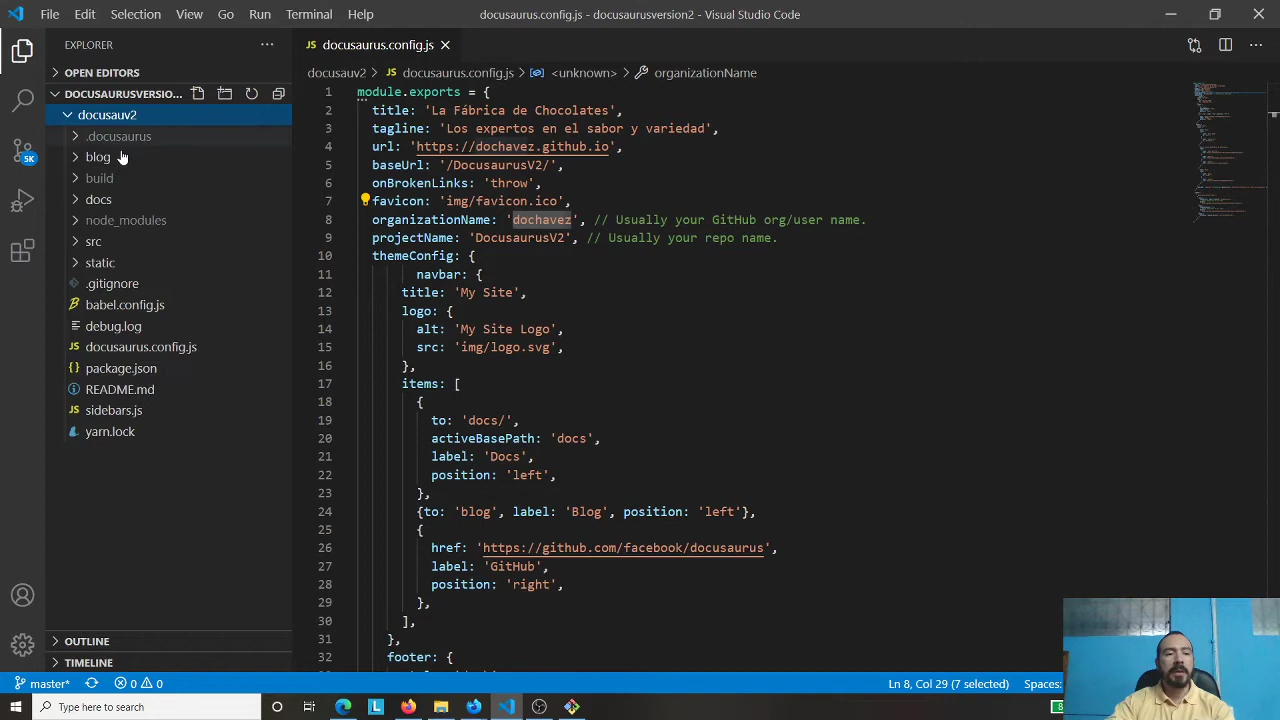 File Edit Selection View Go Run Terminal Help
docusaurus.config.js - docusaurusversion2 - Visual Studio Code
EXPLORER
OPEN EDITORS
DOCUSAURUSVERSIO...
docusauv2
.docusaurus
blog
build
docs
node_modules
src
static
.gitignore
babel.config.js
debug.log
docusaurus.config.js
package.json
README.md
sidebars.js
yarn.lock
OUTLINE
TIMELINE
5K
JS docusaurus.config.js
docusauv2 > JS docusaurus.config.js > <unknown> > organizationName
1 module.exports = {
2 title: 'La Fábrica de Chocolates',
3 tagline: 'Los expertos en el sabor y variedad',
4 url: 'https://dochavez.github.io',
5 baseUrl: '/DocusaurusV2/',
6 onBrokenLinks: 'throw',
7 favicon: 'img/favicon.ico',
8 organizationName: 'dochavez', // Usually your GitHub org/user name.
9 projectName: 'DocusaurusV2', // Usually your repo name.
10 themeConfig: {
11 navbar: {
12 title: 'My Site',
13 logo: {
14 alt: 'My Site Logo',
15 src: 'img/logo.svg',
16 },
17 items: [
18 {
19 to: 'docs/',
20 activeBasePath: 'docs',
21 label: 'Docs',
22 position: 'left',
23 },
24 {to: 'blog', label: 'Blog', position: 'left'},
25 {
26 href: 'https://github.com/facebook/docusaurus',
27 label: 'GitHub',
28 position: 'right',
29 },
30 ],
31 },
32 footer: {
master* 0 0
Ln 8, Col 29 (7 selected) Spaces:
Type here to search